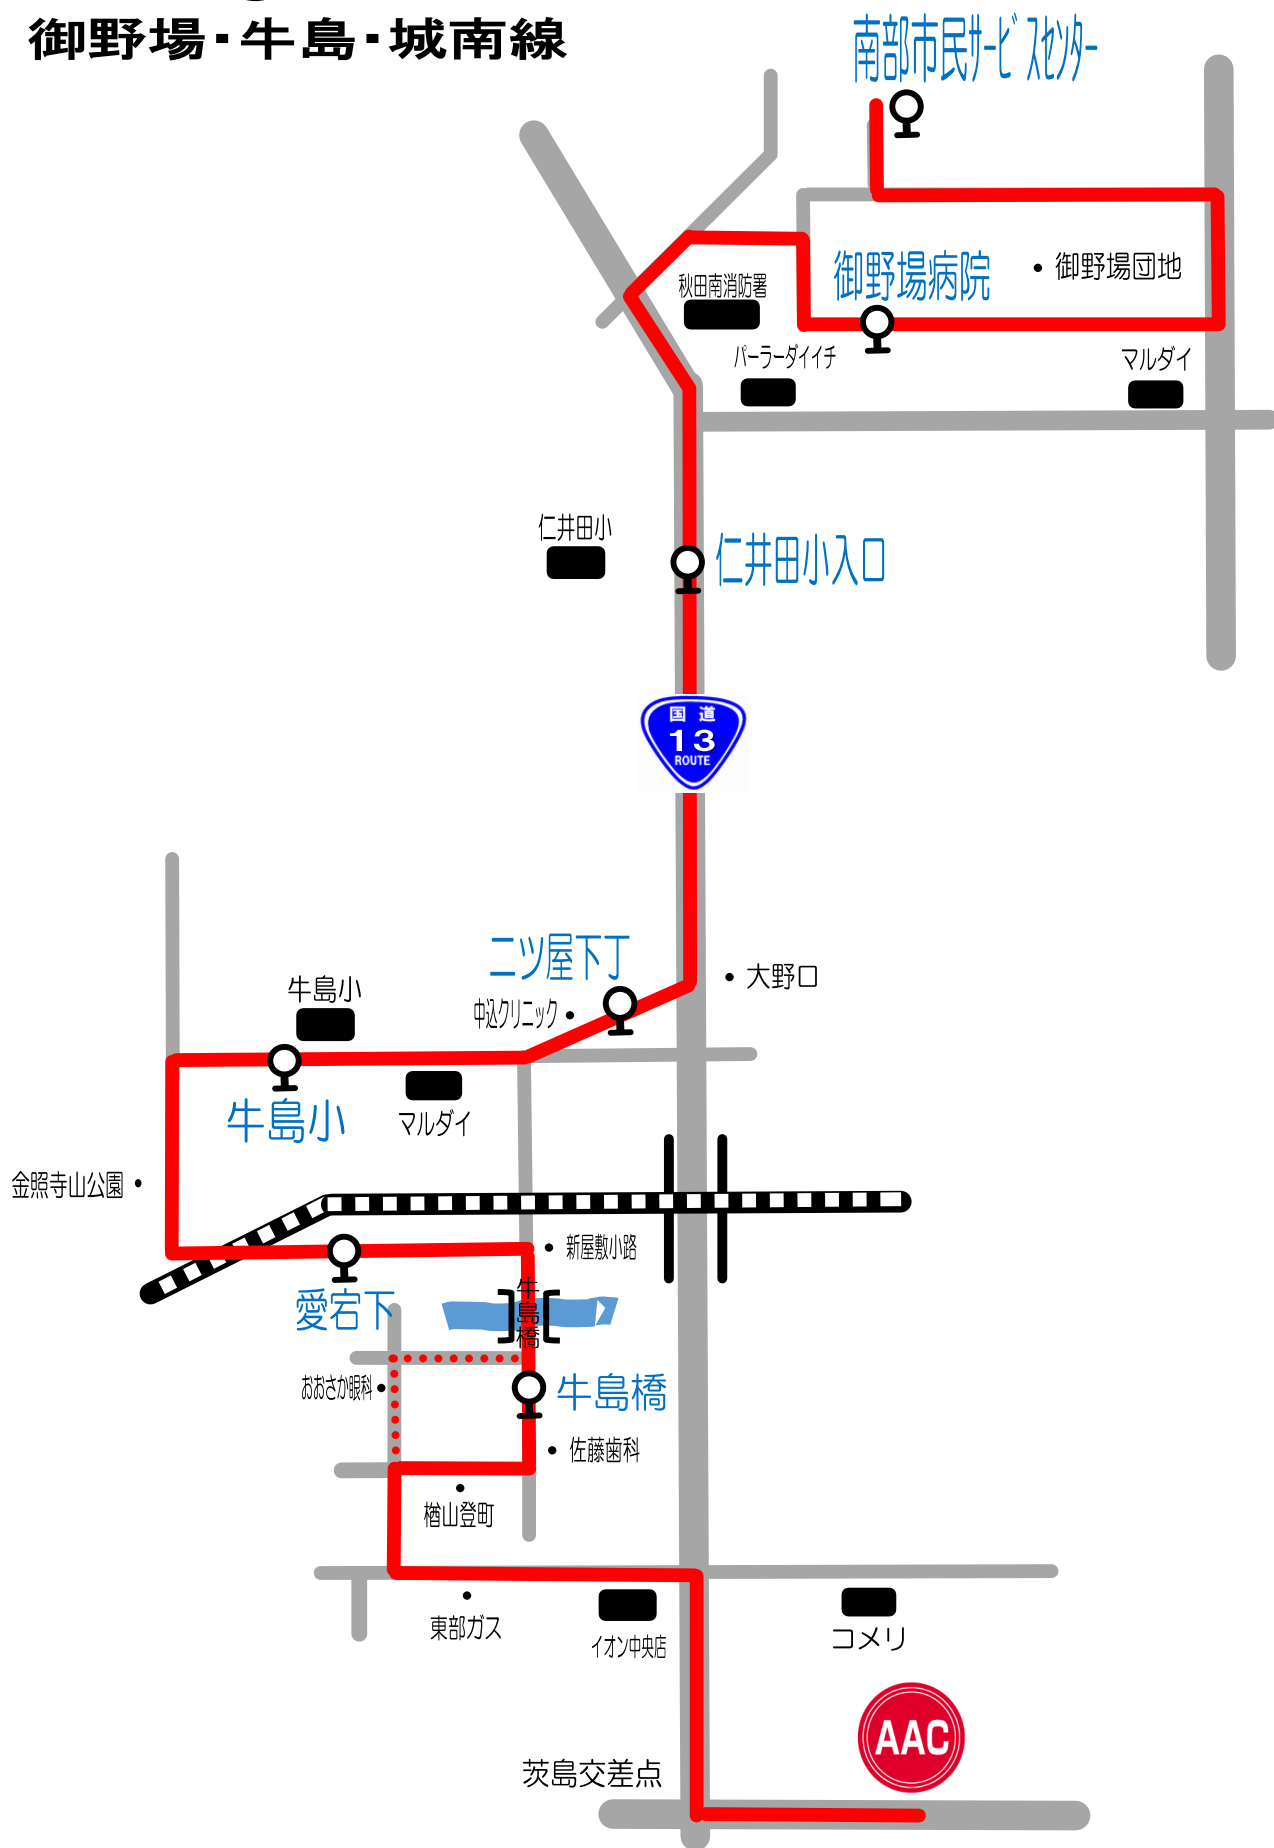 御野場・牛島・城南線
南部市民サービスセンター
御野場病院
御野場団地
秋田南消防署
パーラーダイイチ
マルダイ
仁井田小
仁井田小入口
国道
13
ROUTE
二ツ屋下丁
大野口
中込クリニック
牛島小
牛島小
マルダイ
金照寺山公園
新屋敷小路
牛島橋
愛宕下
おおさか眼科
牛島橋
佐藤歯科
楢山登町
東部ガス
イオン中央店
コメリ
AAC
茨島交差点